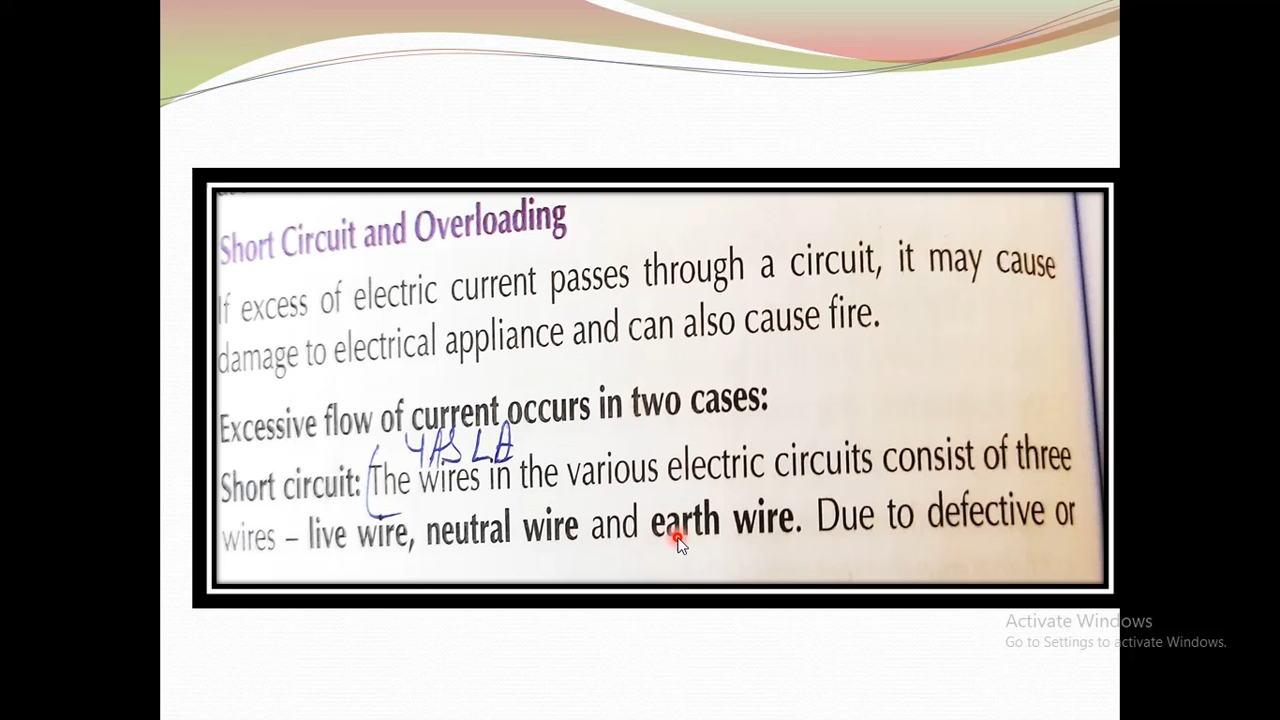 Short Circuit and Overloading
If excess of electric current passes through a circuit, it may cause
damage to electrical appliance and can also cause fire.
Excessive flow of current occurs in two cases:
Short circuit: The wires in the various electric circuits consist of three
wires – live wire, neutral wire and earth wire. Due to defective or
Activate Windows
Go to Settings to activate Windows.